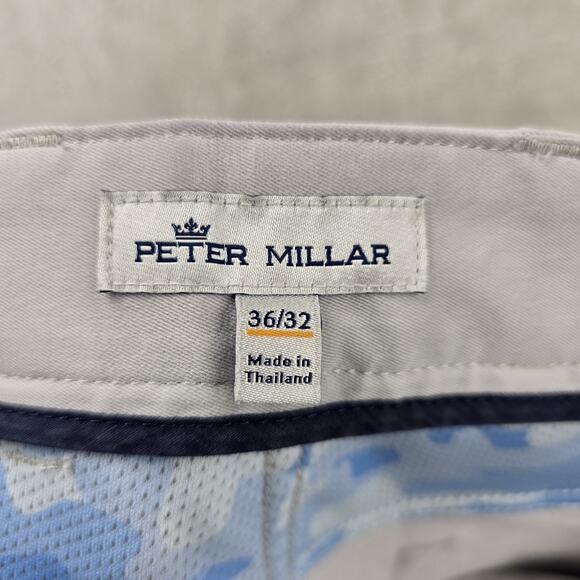 PETER MILLAR
36/32
Made in
Thailand